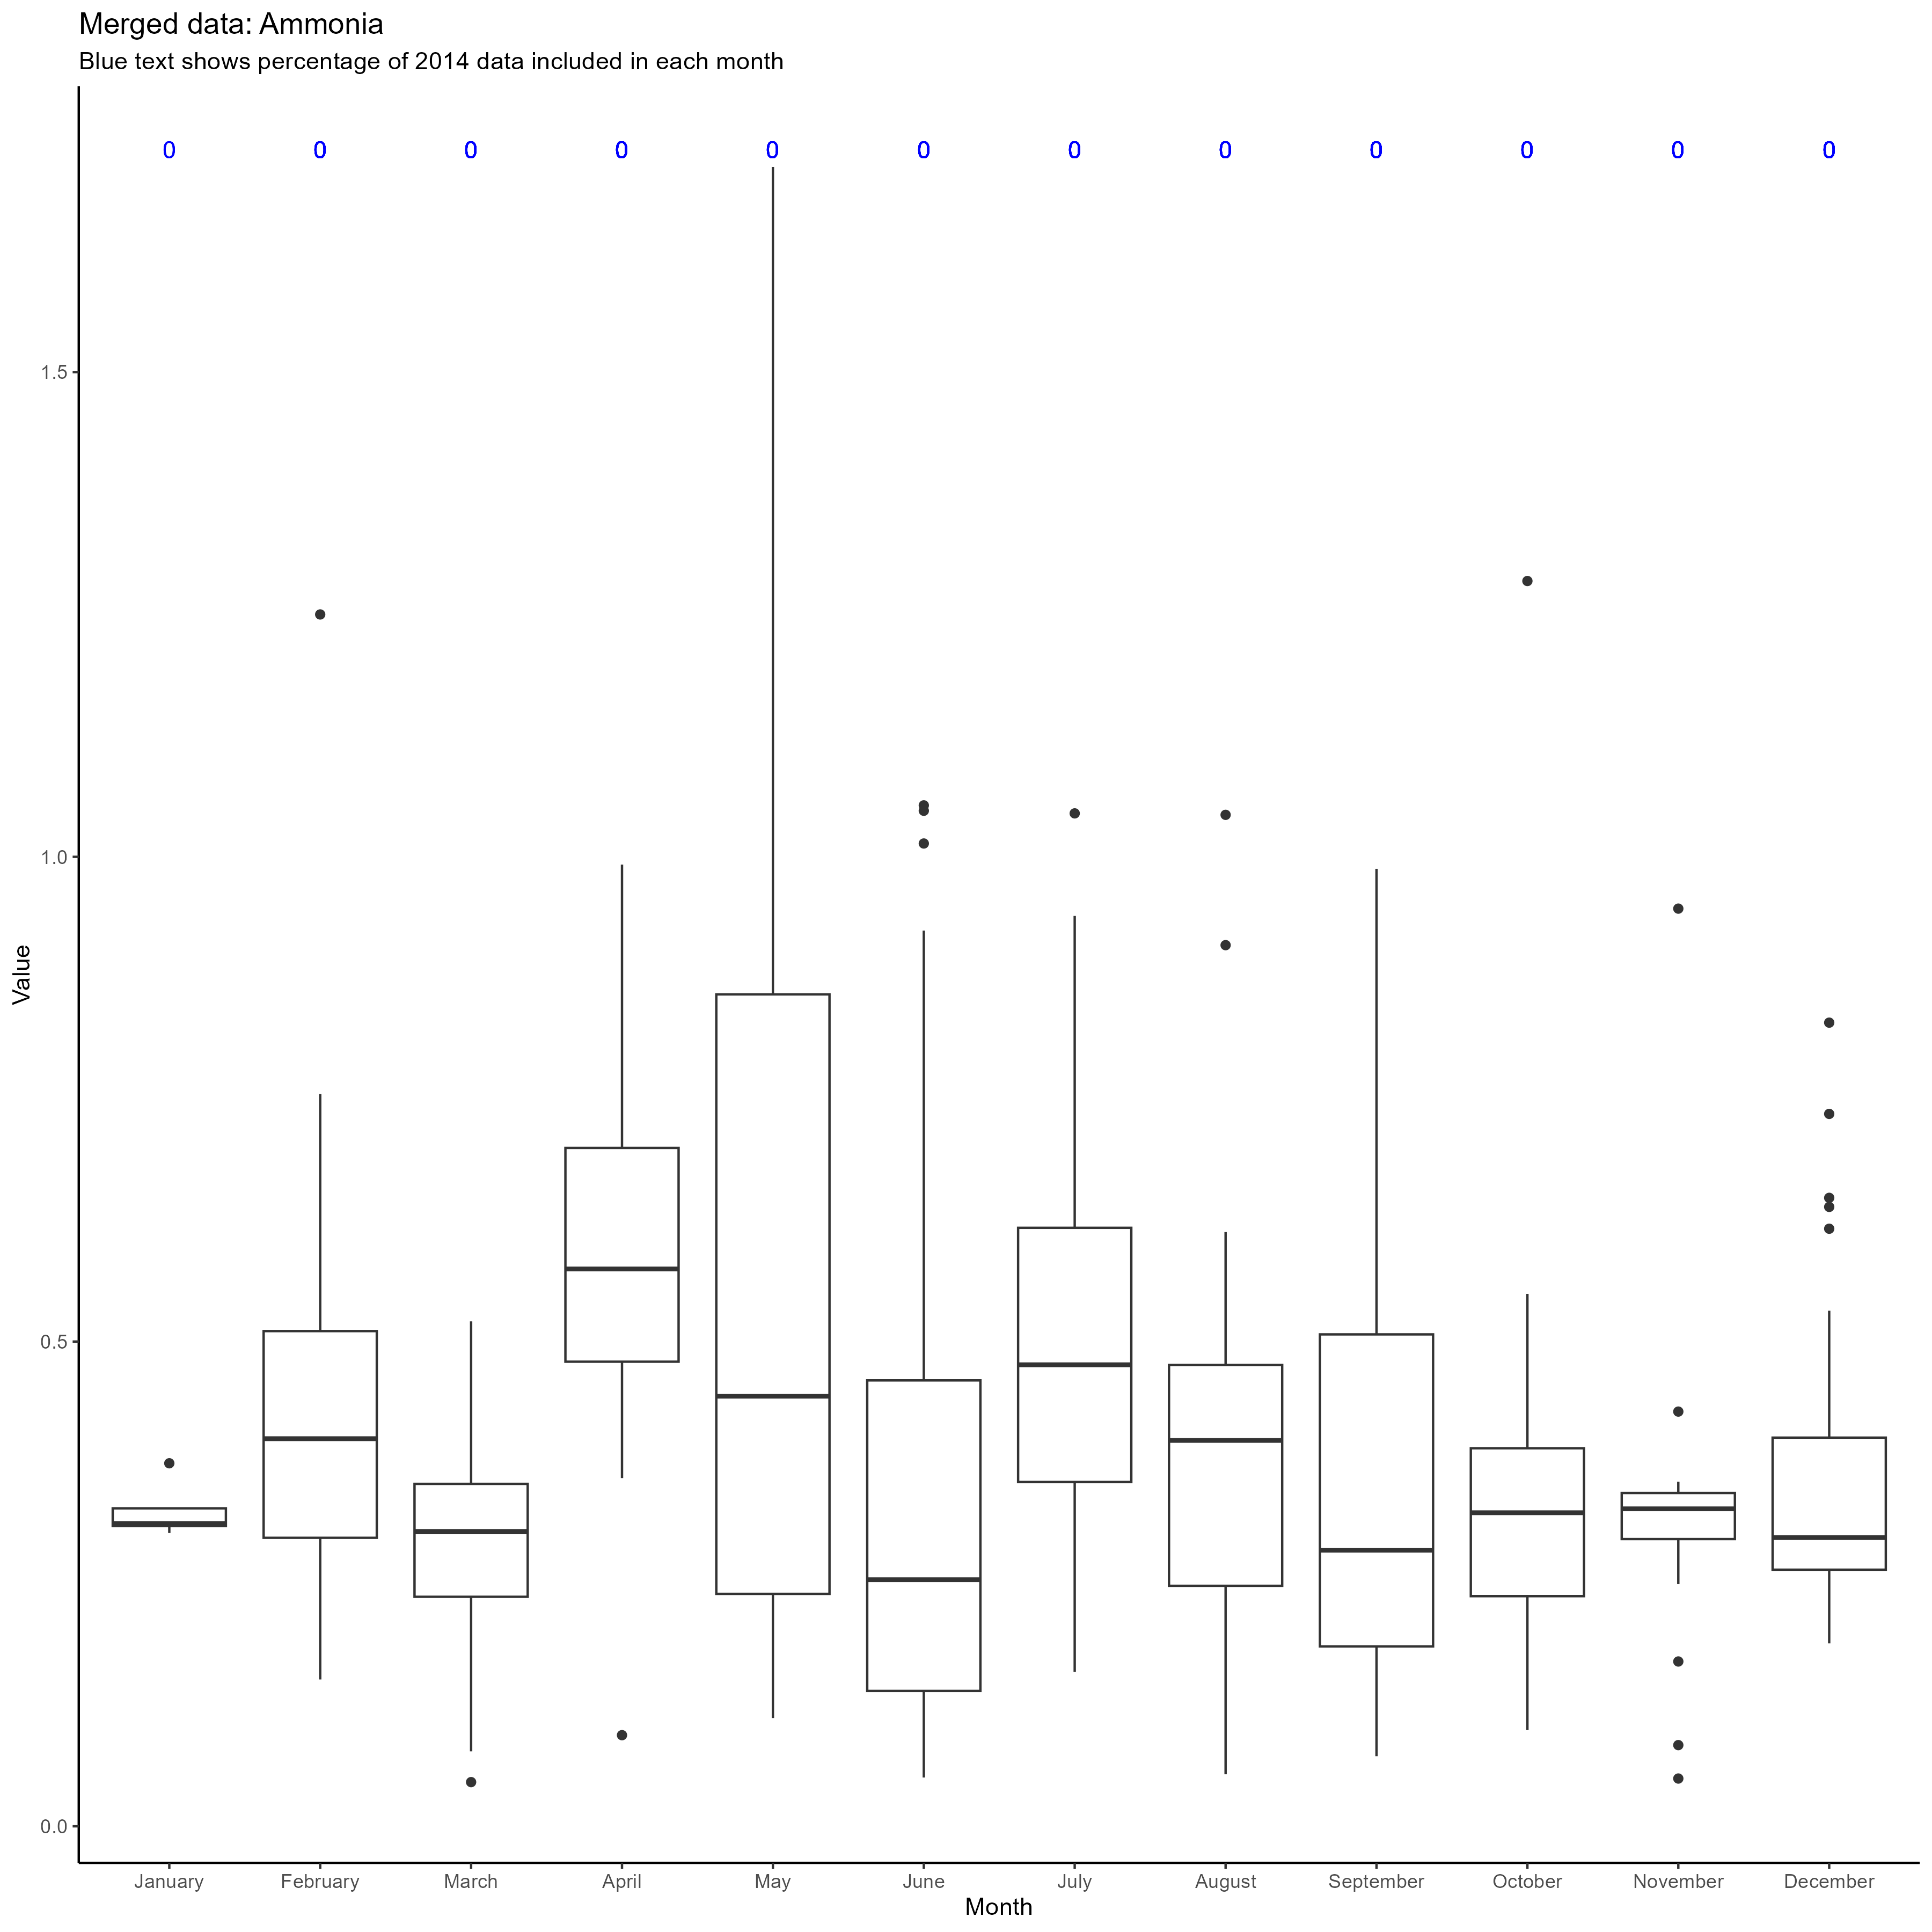 Merged data: Ammonia
Blue text shows percentage of 2014 data included in each month
0 0 0 0 0 0 0 0 0 0 0 0
1.5
1.0
Value
0.5
0.0
January February March April May June July August September October November December
Month